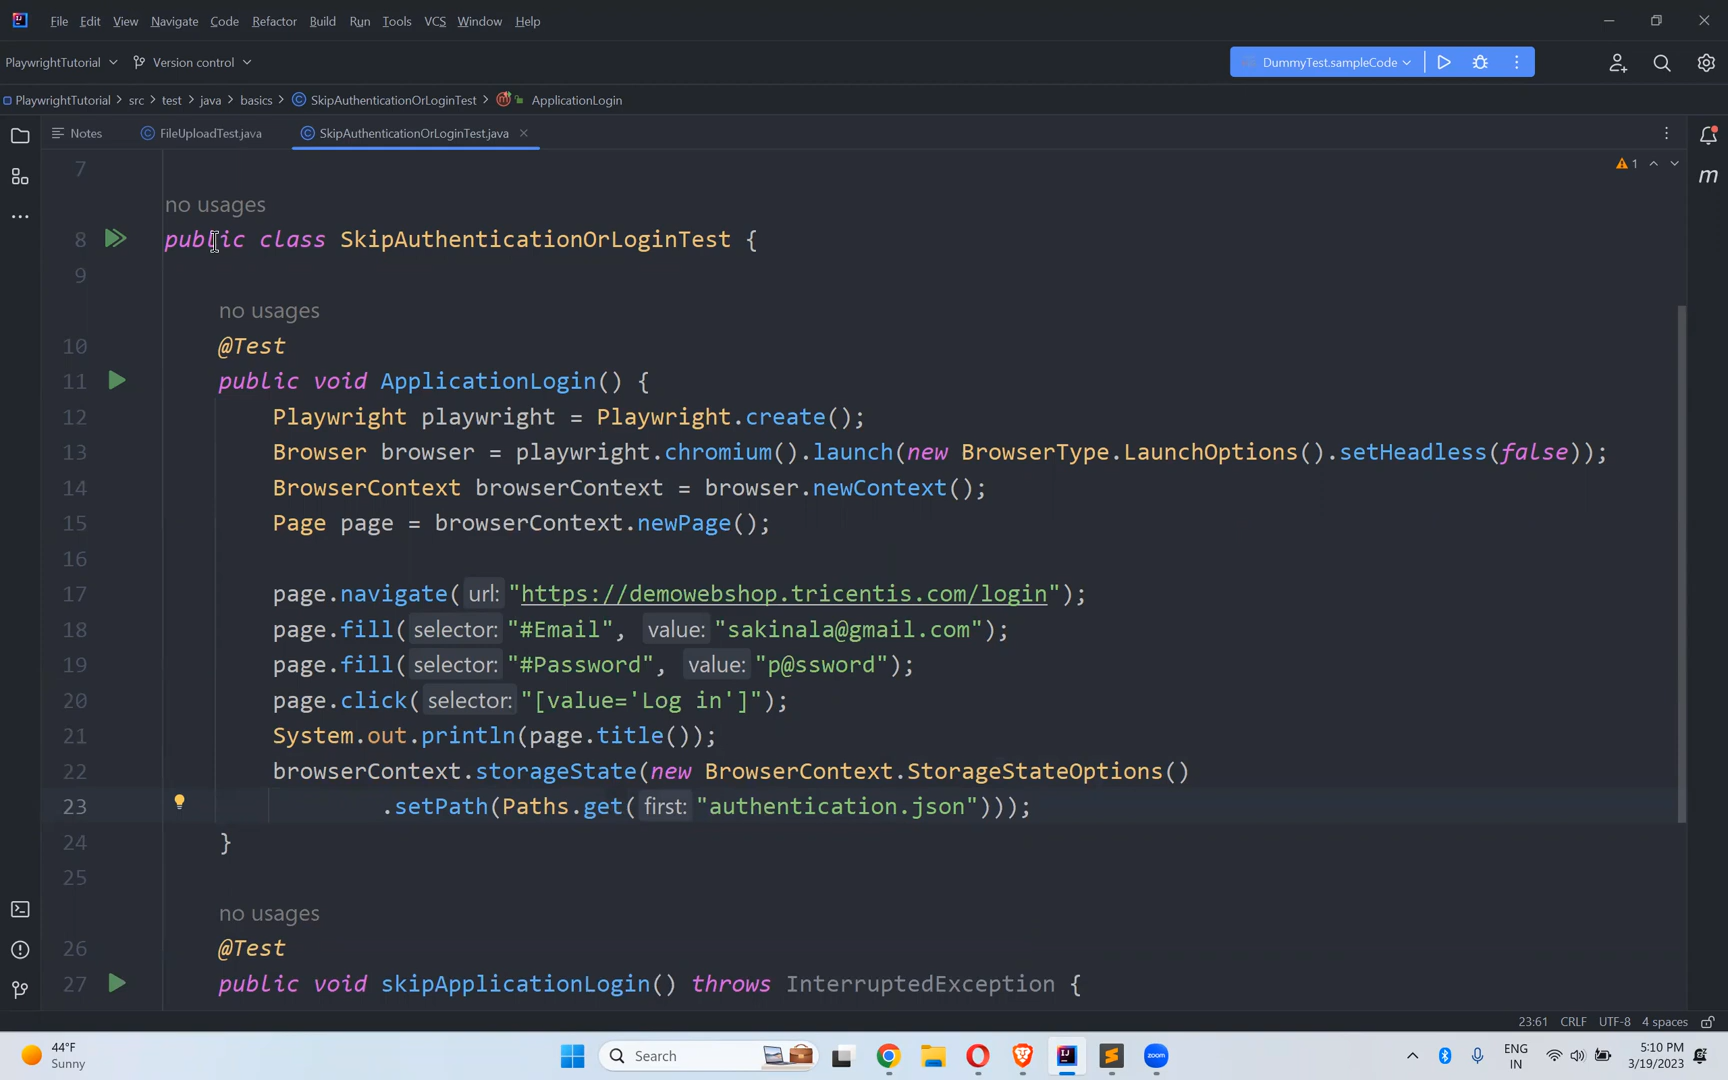 File Edit View Navigate Code Refactor Build Run Tools VCS Window Help
PlaywrightTutorial Version control DummyTest.sampleCode
PlaywrightTutorial src test java basics SkipAuthenticationOrLoginTest ApplicationLogin
Notes FileUploadTest.java SkipAuthenticationOrLoginTest.java
7 1 m
no usages
8 public class SkipAuthenticationOrLoginTest {
9
no usages
10 @Test
11 public void ApplicationLogin() {
12 Playwright playwright = Playwright.create();
13 Browser browser = playwright.chromium().launch(new BrowserType.LaunchOptions().setHeadless(false));
14 BrowserContext browserContext = browser.newContext();
15 Page page = browserContext.newPage();
16
17 page.navigate( url: "https://demowebshop.tricentis.com/login");
18 page.fill( selector: "#Email", value: "sakinala@gmail.com");
19 page.fill( selector: "#Password", value: "p@ssword");
20 page.click( selector: "[value='Log in']");
21 System.out.println(page.title());
22 browserContext.storageState(new BrowserContext.StorageStateOptions()
23 .setPath(Paths.get( first: "authentication.json")));
24 }
25
no usages
26 @Test
27 public void skipApplicationLogin() throws InterruptedException {
23:61 CRLF UTF-8 4 spaces
44°F
Sunny
Search
zoom
ENG
IN
5:10 PM
3/19/2023